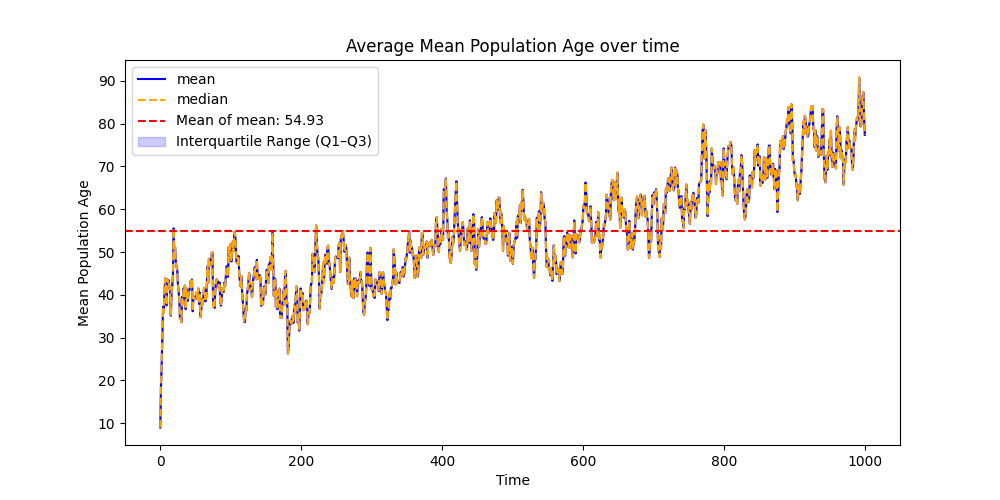 Average Mean Population Age over time
mean
median
Mean of mean: 54.93
Interquartile Range (Q1–Q3)
Mean Population Age
90
80
70
60
50
40
30
20
10
0
200
400
600
800
1000
Time